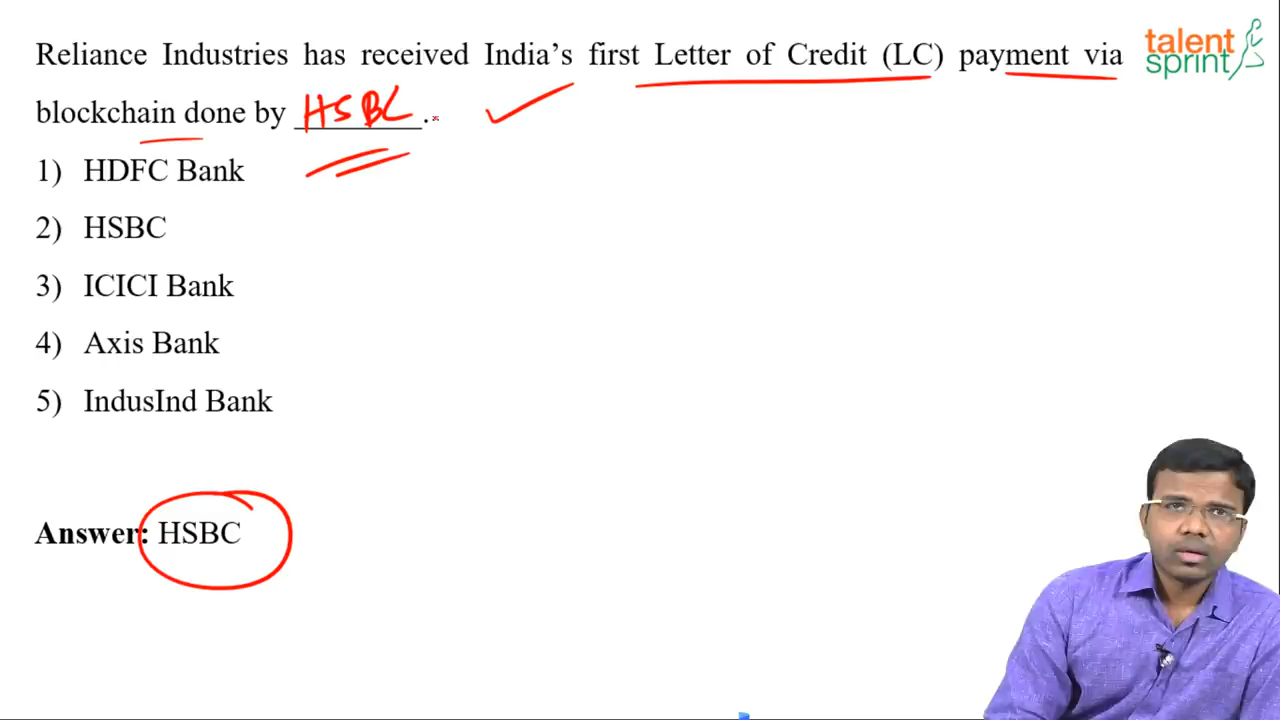 talent
sprint
Reliance Industries has received India's first Letter of Credit (LC) payment via
blockchain done by HSBC.
1) HDFC Bank
2) HSBC
3) ICICI Bank
4) Axis Bank
5) IndusInd Bank
Answer: HSBC